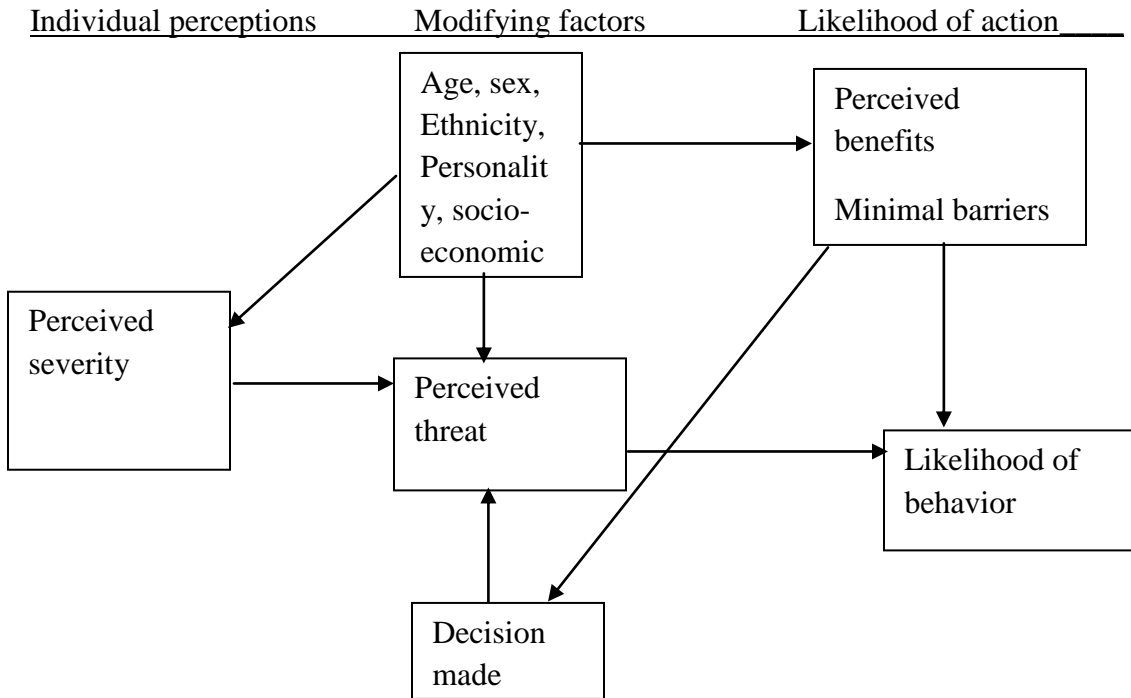 Individual perceptions Modifying factors Likelihood of action____
Age, sex,
Ethnicity,
Personalit
y, socio-
economic
Perceived
benefits
Minimal barriers
Perceived
severity
Perceived
threat
Likelihood of
behavior
Decision
made